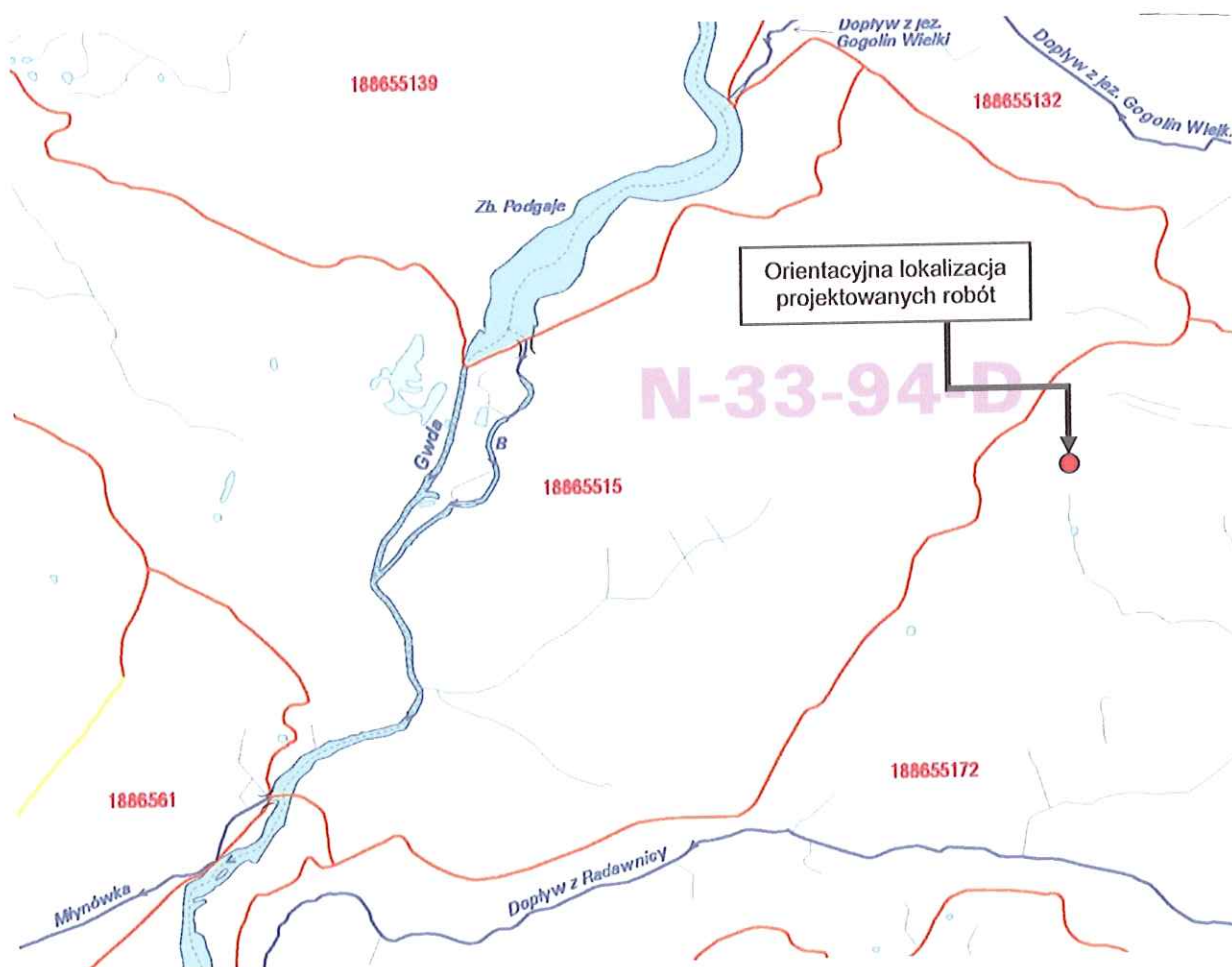 Dopływ z jez.
Gogolin Wielki
Dopływ z jez. Gogolin Wielk.
188655139
188655132
Zb. Podgaje
Orientacyjna lokalizacja
projektowanych robót
N-33-94-D
Gwda
B
18865515
188655172
1886561
Młynówka
Dopływ z Radawnicy